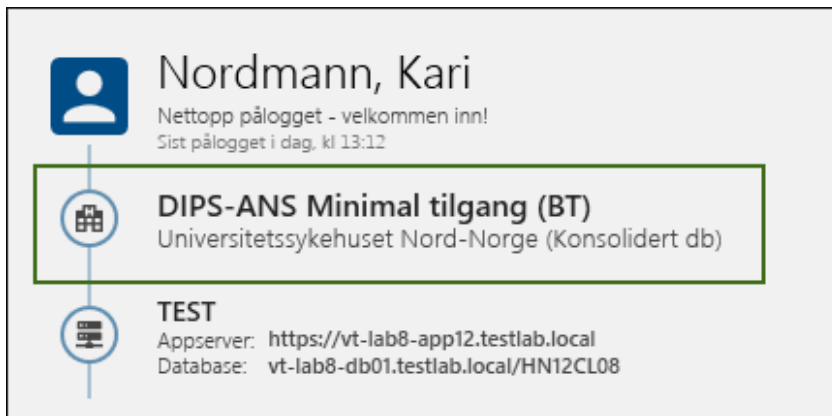 Nordmann, Kari
Nettopp pålogget - velkommen inn!
Sist pålogget i dag, kl 13:12
DIPS-ANS Minimal tilgang (BT)
Universitetssykehuset Nord-Norge (Konsolidert db)
TEST
Appserver: https://vt-lab8-app12.testlab.local
Database: vt-lab8-db01.testlab.local/HN12CL08